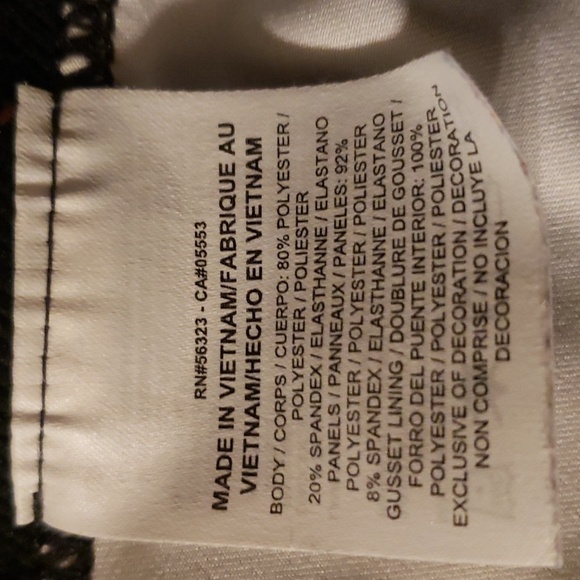 RN#56323 - CA#05553
MADE IN VIETNAM/FABRIQUE AU
VIETNAM/HECHO EN VIETNAM
BODY / CORPS / CUERPO: 80% POLYESTER /
POLYESTER / POLIESTER
20% SPANDEX / ELASTHANNE / ELASTANO
PANELS / PANNEAUX / PANELES: 92%
POLYESTER / POLYESTER / POLIESTER
8% SPANDEX / ELASTHANNE / ELASTANO
GUSSET LINING / DOUBLURE DE GOUSSET /
FORRO DEL PUENTE INTERIOR: 100%
POLYESTER / POLYESTER / POLIESTER
EXCLUSIVE OF DECORATION / DECORATION
NON COMPRISE / NO INCLUYE LA
DECORACION